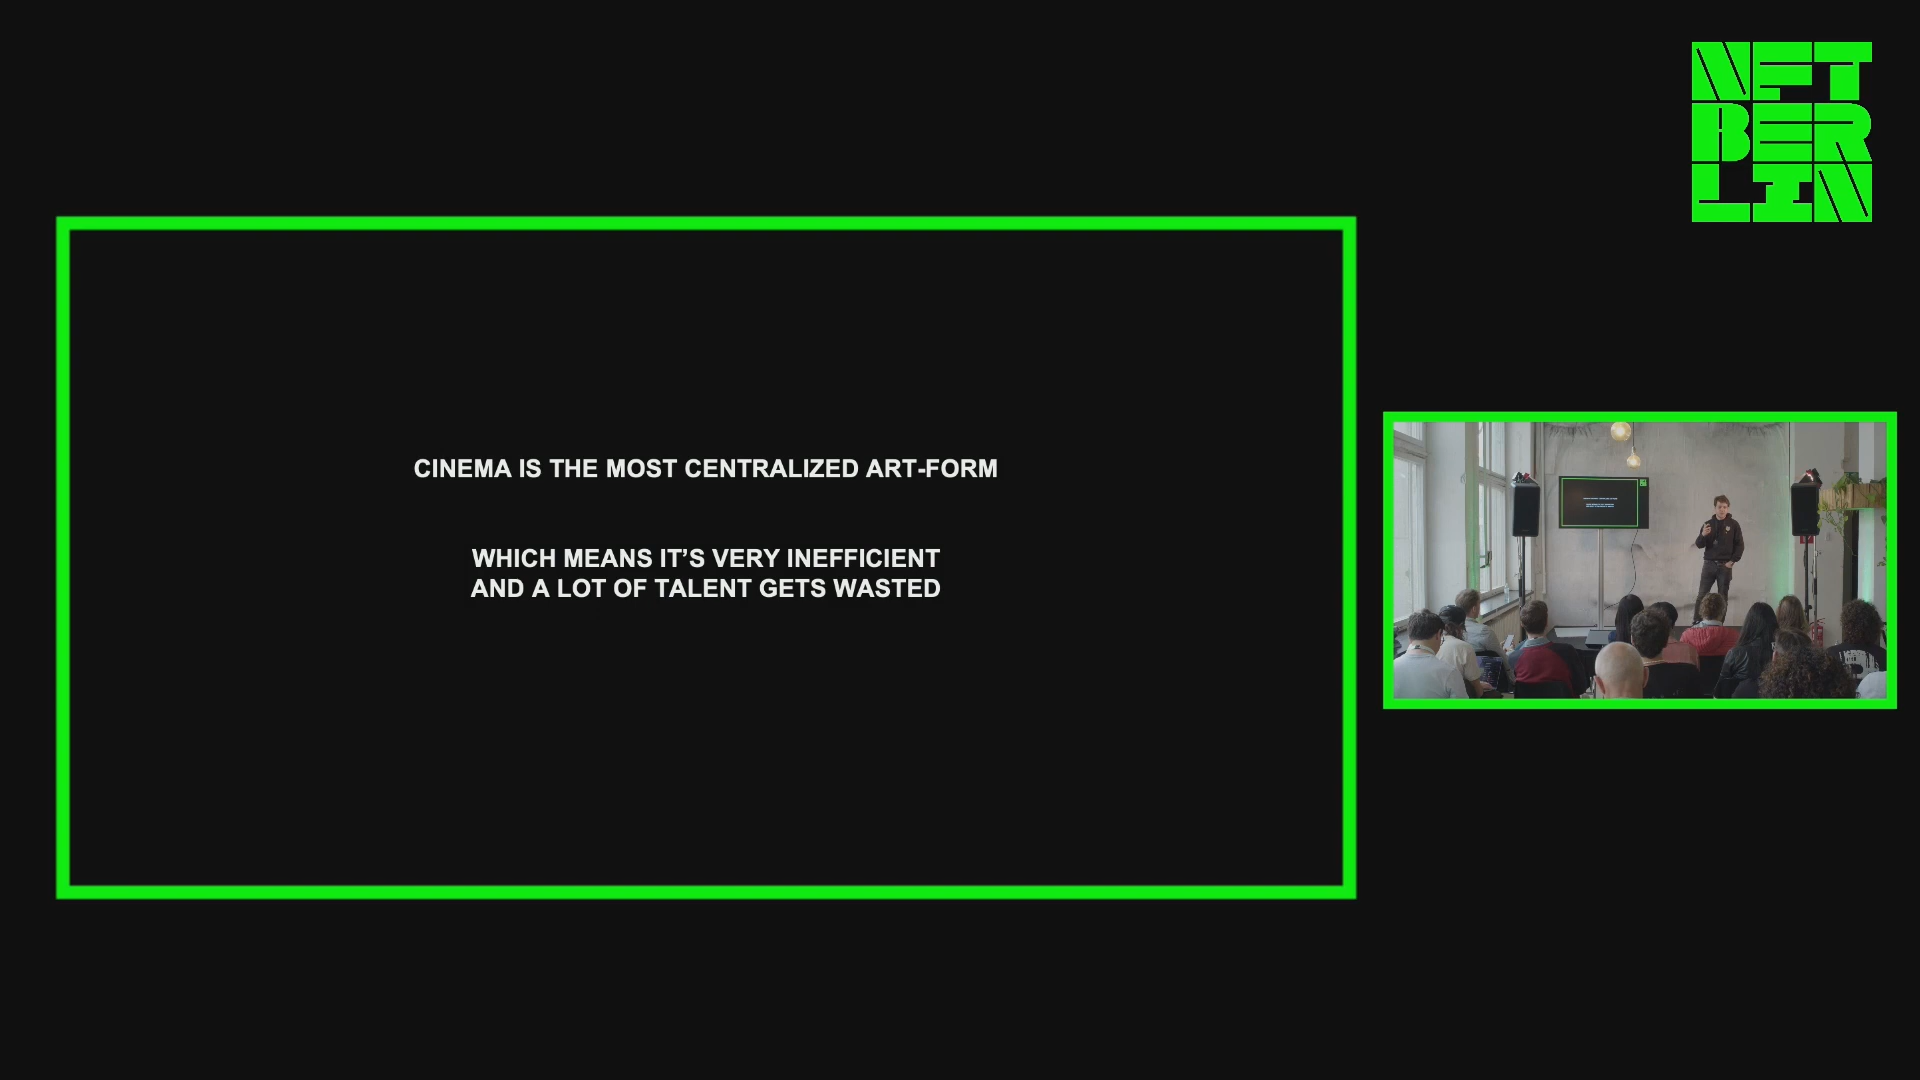 NFT
BER
LIN
CINEMA IS THE MOST CENTRALIZED ART-FORM
WHICH MEANS IT’S VERY INEFFICIENT
AND A LOT OF TALENT GETS WASTED